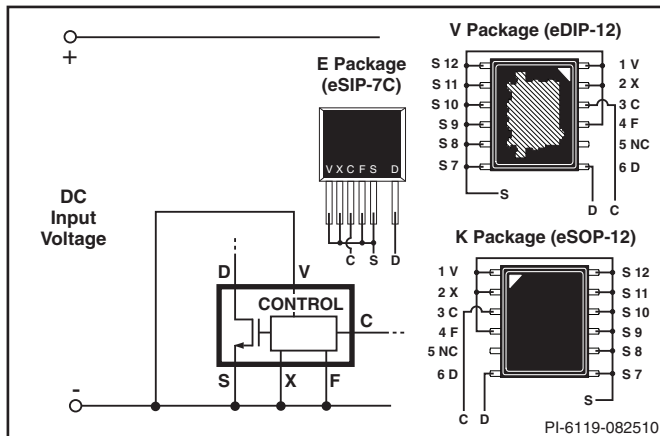 +
DC
Input
Voltage
-
E Package
(eSIP-7C)
V X C F S D
C S D
D
V
CONTROL
C
S X F
V Package (eDIP-12)
S 12
S 11
S 10
S 9
S 8
S 7
1 V
2 X
3 C
4 F
5 NC
6 D
S
D C
K Package (eSOP-12)
1 V
2 X
3 C
4 F
5 NC
6 D
S 12
S 11
S 10
S 9
S 8
S 7
S
C D
PI-6119-082510